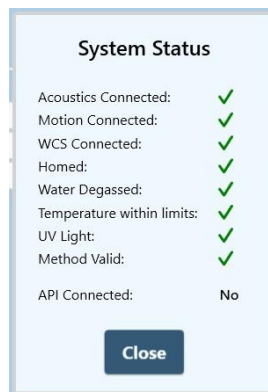 System Status
Acoustics Connected:
Motion Connected:
WCS Connected:
Homed:
Water Degassed:
Temperature within limits:
UV Light:
Method Valid:
API Connected: No
Close